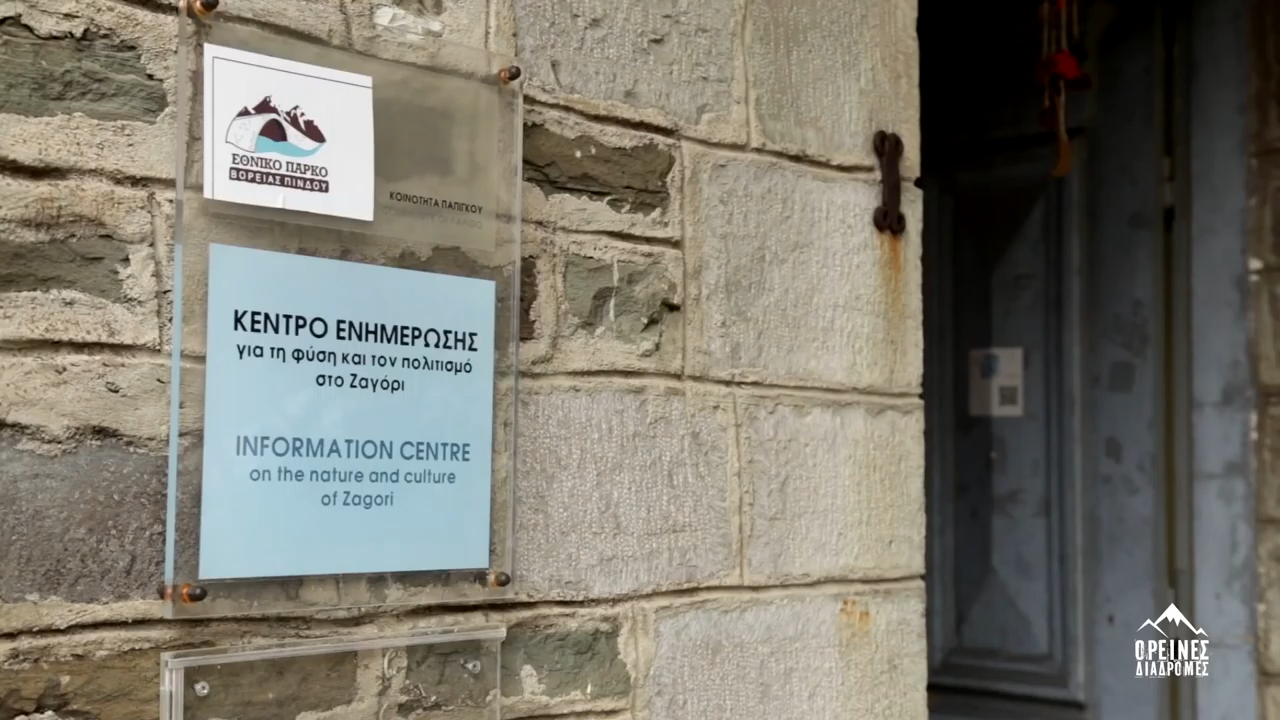 ΕΘΝΙΚΟ ΠΑΡΚΟ
ΒΟΡΕΙΑΣ ΠΙΝΔΟΥ
ΚΟΙΝΟΤΗΤΑ ΠΑΠΙΓΚΟΥ
ΚΕΝΤΡΟ ΕΝΗΜΕΡΩΣΗΣ
για τη φύση και τον πολιτισμό
στο Ζαγόρι
INFORMATION CENTRE
on the nature and culture
of Zagori
ΟΡΕΙΝΕΣ
ΔΙΑΔΡΟΜΕΣ